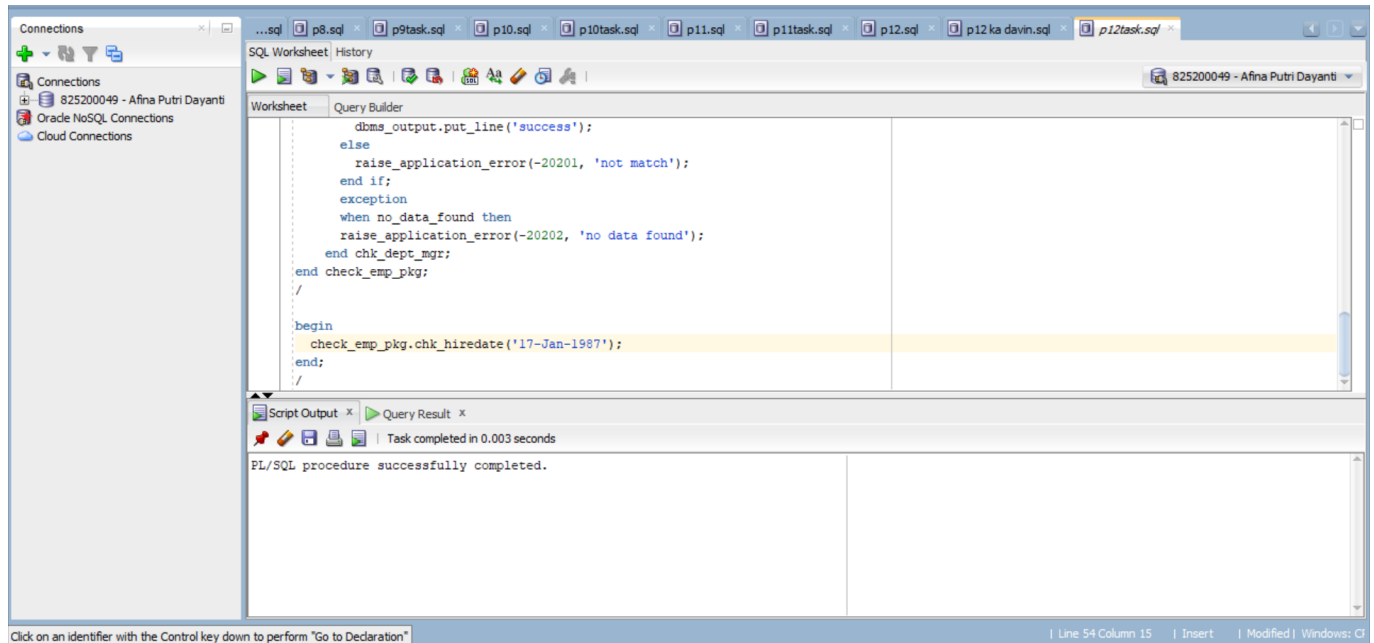 Connections
...sql p8.sql p9task.sql p10.sql p10task.sql p11.sql p11task.sql p12.sql p12 ka davin.sql p12task.sql
SQL Worksheet History
Connections
825200049 - Afina Putri Dayanti
Oracle NoSQL Connections
Cloud Connections
825200049 - Afina Putri Dayanti
Worksheet Query Builder
dbms_output.put_line('success');
else
raise_application_error(-20201, 'not match');
end if;
exception
when no_data_found then
raise_application_error(-20202, 'no data found');
end chk_dept_mgr;
end check_emp_pkg;
/
begin
check_emp_pkg.chk_hiredate('17-Jan-1987');
end;
/
Script Output x Query Result x
Task completed in 0.003 seconds
PL/SQL procedure successfully completed.
Click on an identifier with the Control key down to perform "Go to Declaration"
| Line 54 Column 15 | Insert | Modified | Windows: C